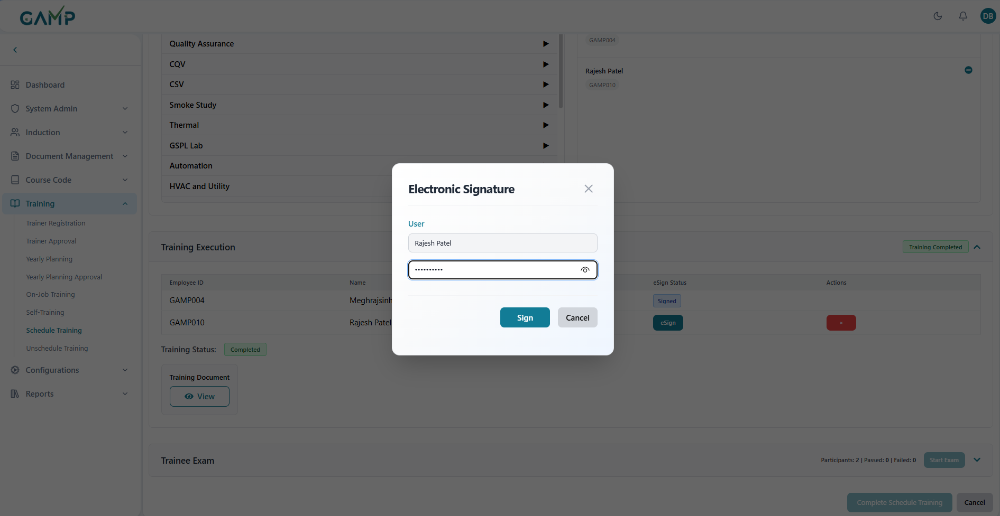 GAMP
DB
Dashboard
System Admin
Induction
Document Management
Course Code
Training
Trainer Registration
Trainer Approval
Yearly Planning
Yearly Planning Approval
On-Job Training
Self-Training
Schedule Training
Unschedule Training
Configurations
Reports
Quality Assurance
CQV
CSV
Smoke Study
Thermal
GSPL Lab
Automation
HVAC and Utility
GAMP004
Rajesh Patel
GAMP010
Electronic Signature
User
Rajesh Patel
Sign Cancel
Training Execution Training Completed
Employee ID Name eSign Status Actions
GAMP004 Meghrajsinh Signed
GAMP010 Rajesh Patel eSign
Training Status: Completed
Training Document
View
Trainee Exam Participants: 2 | Passed: 0 | Failed: 0 Start Exam
Complete Schedule Training Cancel